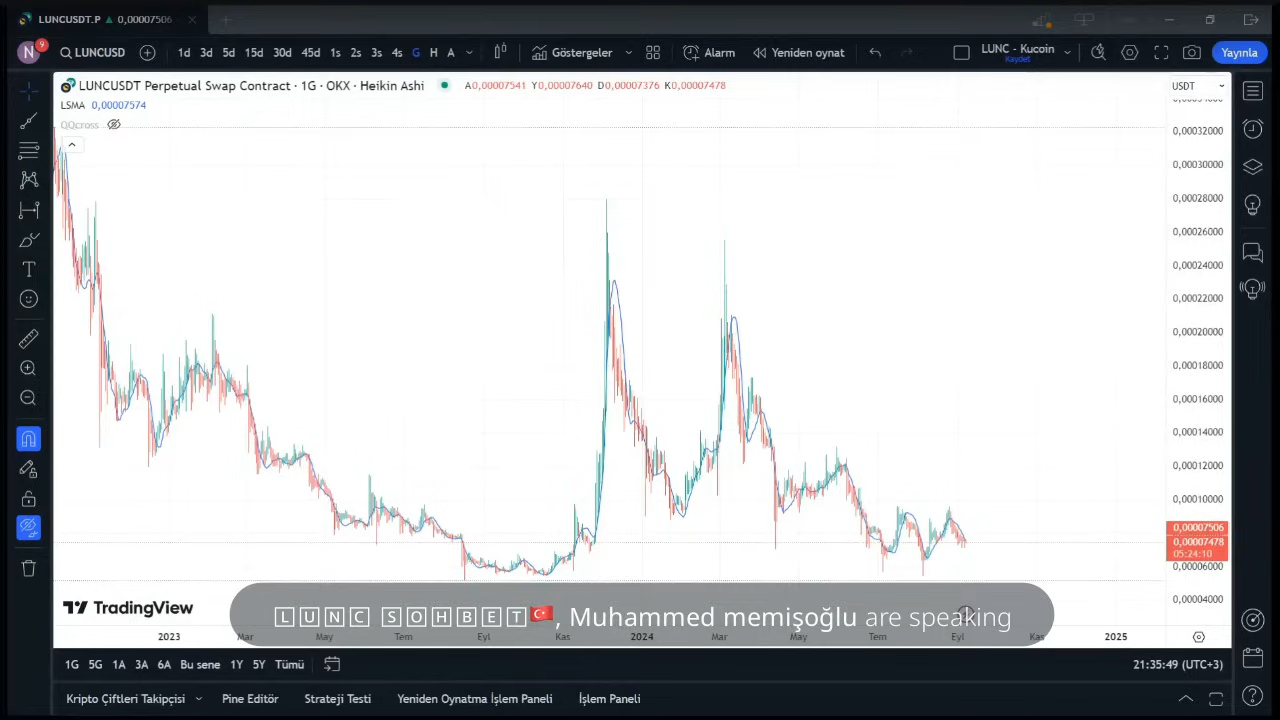 LUNCUSDT.P ▲ 0,00007506
N 9 LUNCUSD 1d 3d 5d 15d 30d 45d 1s 2s 3s 4s G H A Göstergeler Alarm Yeniden oynat LUNC - Kucoin Yayınla
Kaydet
LUNCUSDT Perpetual Swap Contract · 1G · OKX · Heikin Ashi A0,00007541 Y0,00007640 D0,00007376 K0,00007478 USDT
LSMA 0,00007574
QQcross
0,00032000
0,00030000
0,00028000
0,00026000
0,00024000
0,00022000
0,00020000
0,00018000
0,00016000
0,00014000
0,00012000
0,00010000
0,00007506
0,00007478
05:24:10
0,00006000
0,00004000
TradingView
LUNC SOHBET🇹🇷, Muhammed memişoğlu are speaking
2023 Mar May Tem Eyl Kas 2024 Mar May Tem Eyl Kas 2025
1G 5G 1A 3A 6A Bu sene 1Y 5Y Tümü 21:35:49 (UTC+3)
Kripto Çiftleri Takipçisi Pine Editör Strateji Testi Yeniden Oynatma İşlem Paneli İşlem Paneli